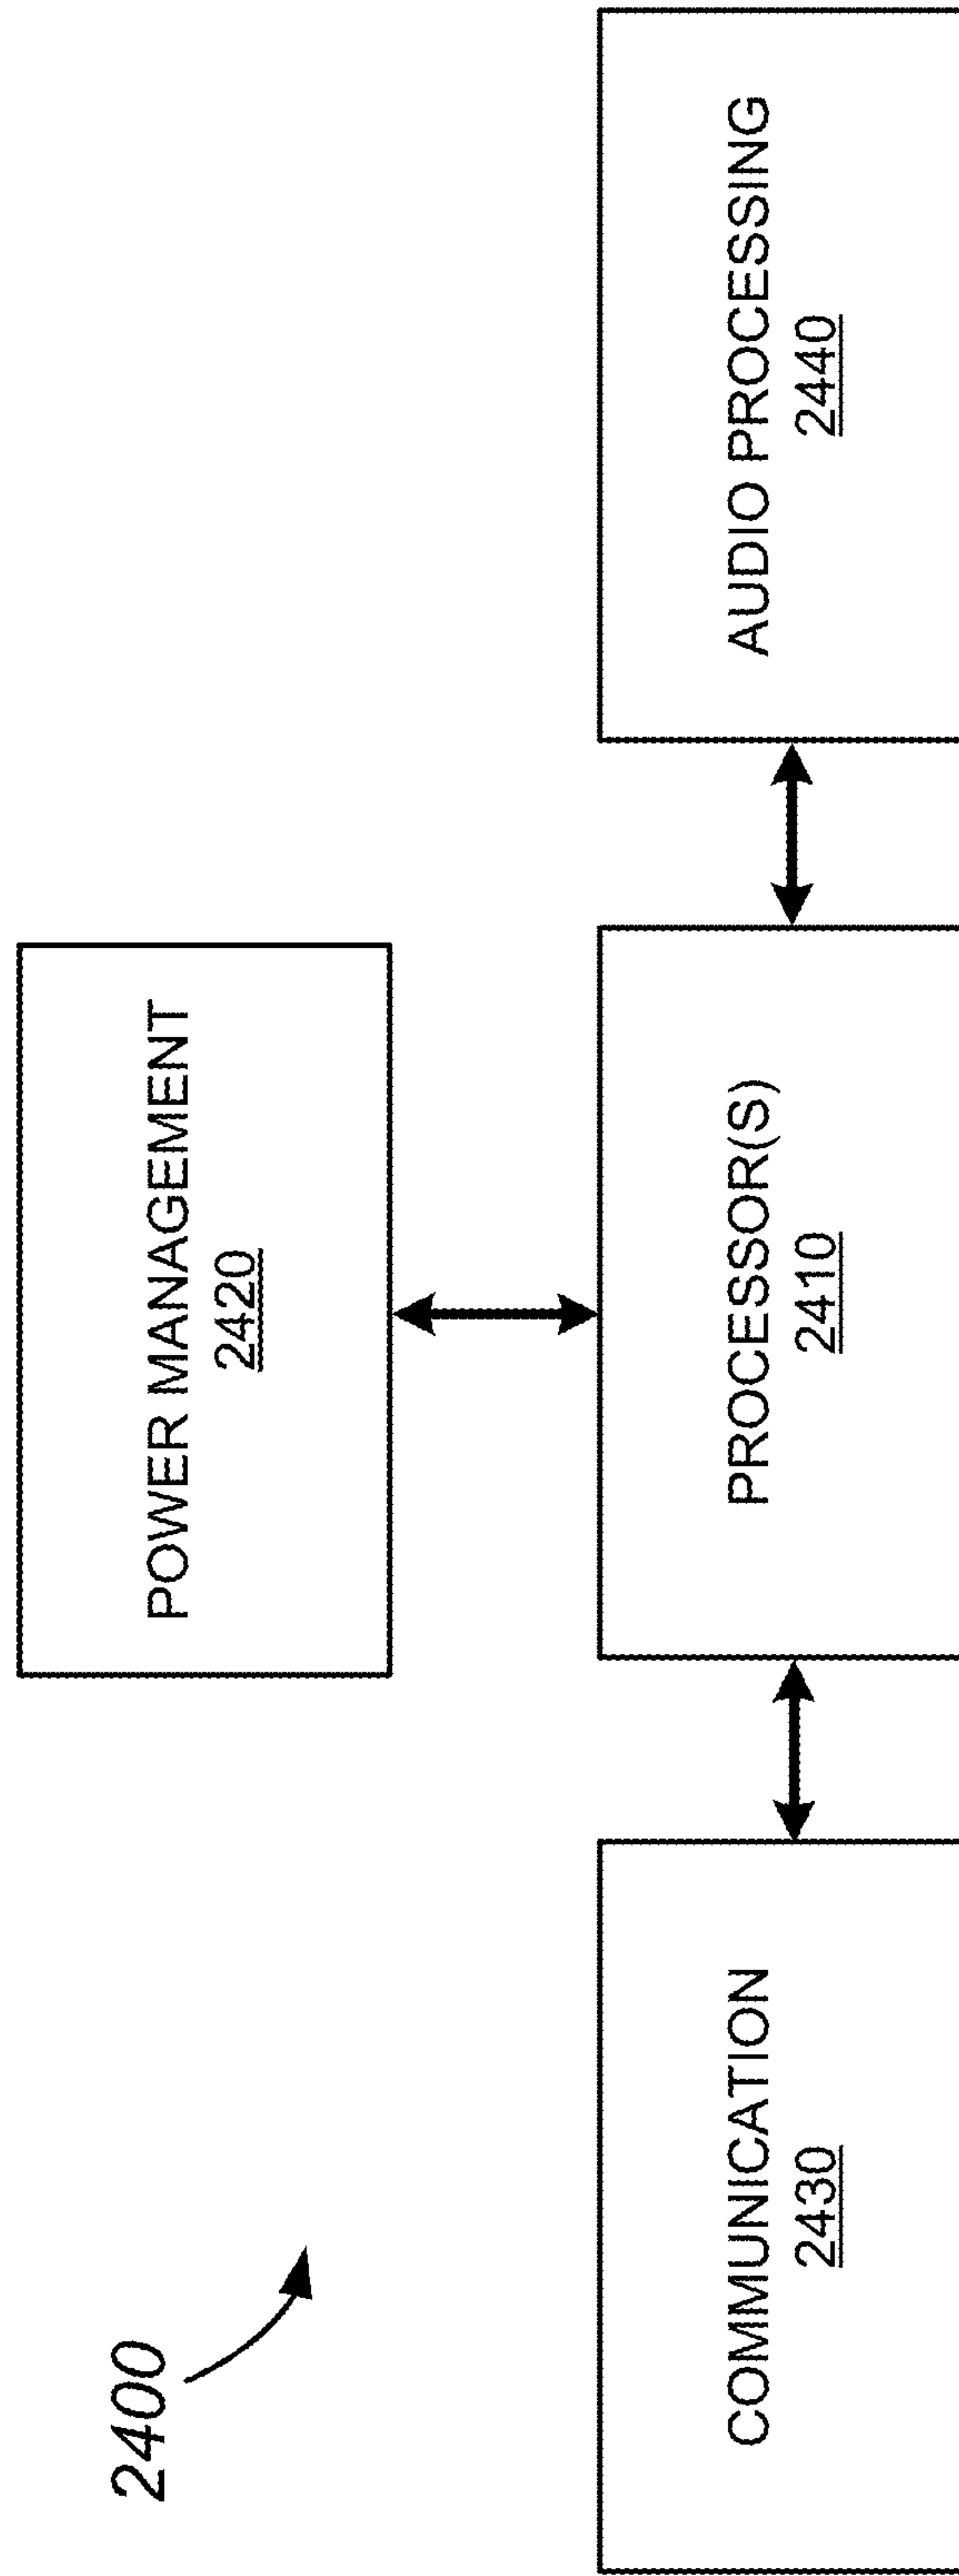 2400
POWER MANAGEMENT
2420
COMMUNICATION
2430
PROCESSOR(S)
2410
AUDIO PROCESSING
2440